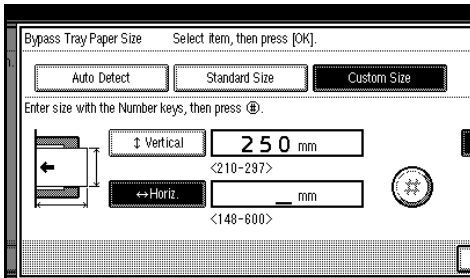 Bypass Tray Paper Size Select item, then press [OK].
Auto Detect Standard Size Custom Size
Enter size with the Number keys, then press Ⓢ.
↕ Vertical 250 mm
<210-297>
↔Horiz. _ mm
<148-600>
#